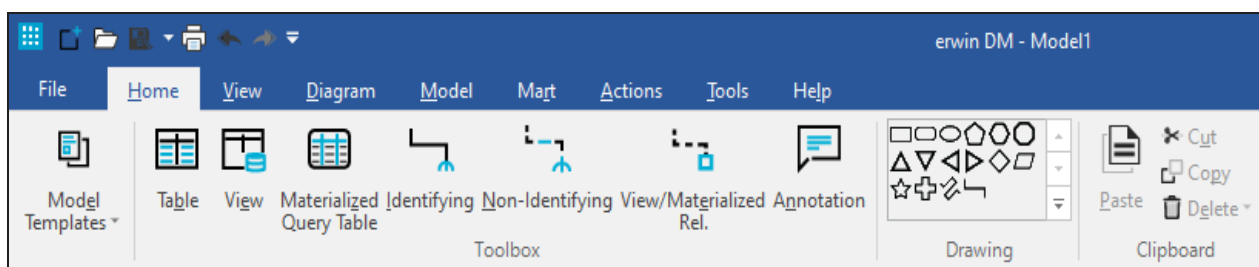 erwin DM - Model1
File Home View Diagram Model Mart Actions Tools Help
Model Templates
Table
View
Materialized Query Table
Identifying
Non-Identifying
View/Materialized Rel.
Annotation
Toolbox
Drawing
Paste
Cut
Copy
Delete
Clipboard